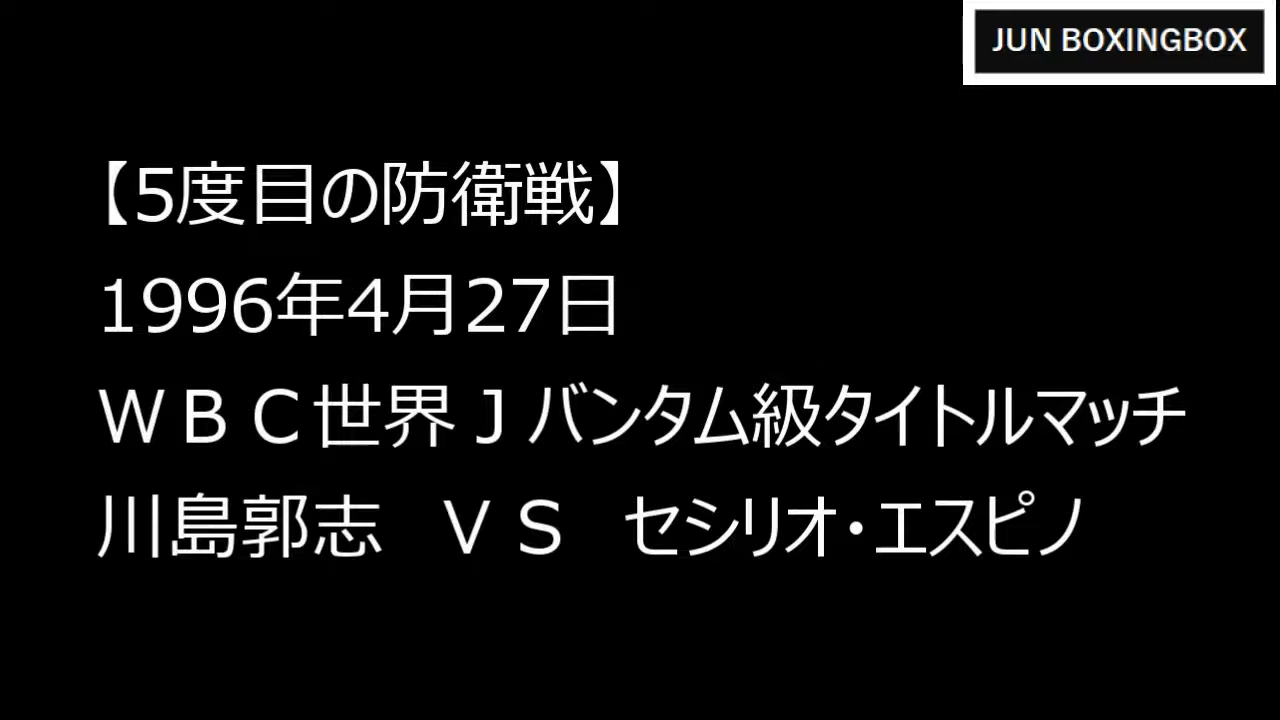 JUN BOXINGBOX
【5度目の防衛戦】
1996年4月27日
ＷＢＣ世界Ｊバンタム級タイトルマッチ
川島郭志　ＶＳ　セシリオ・エスピノ